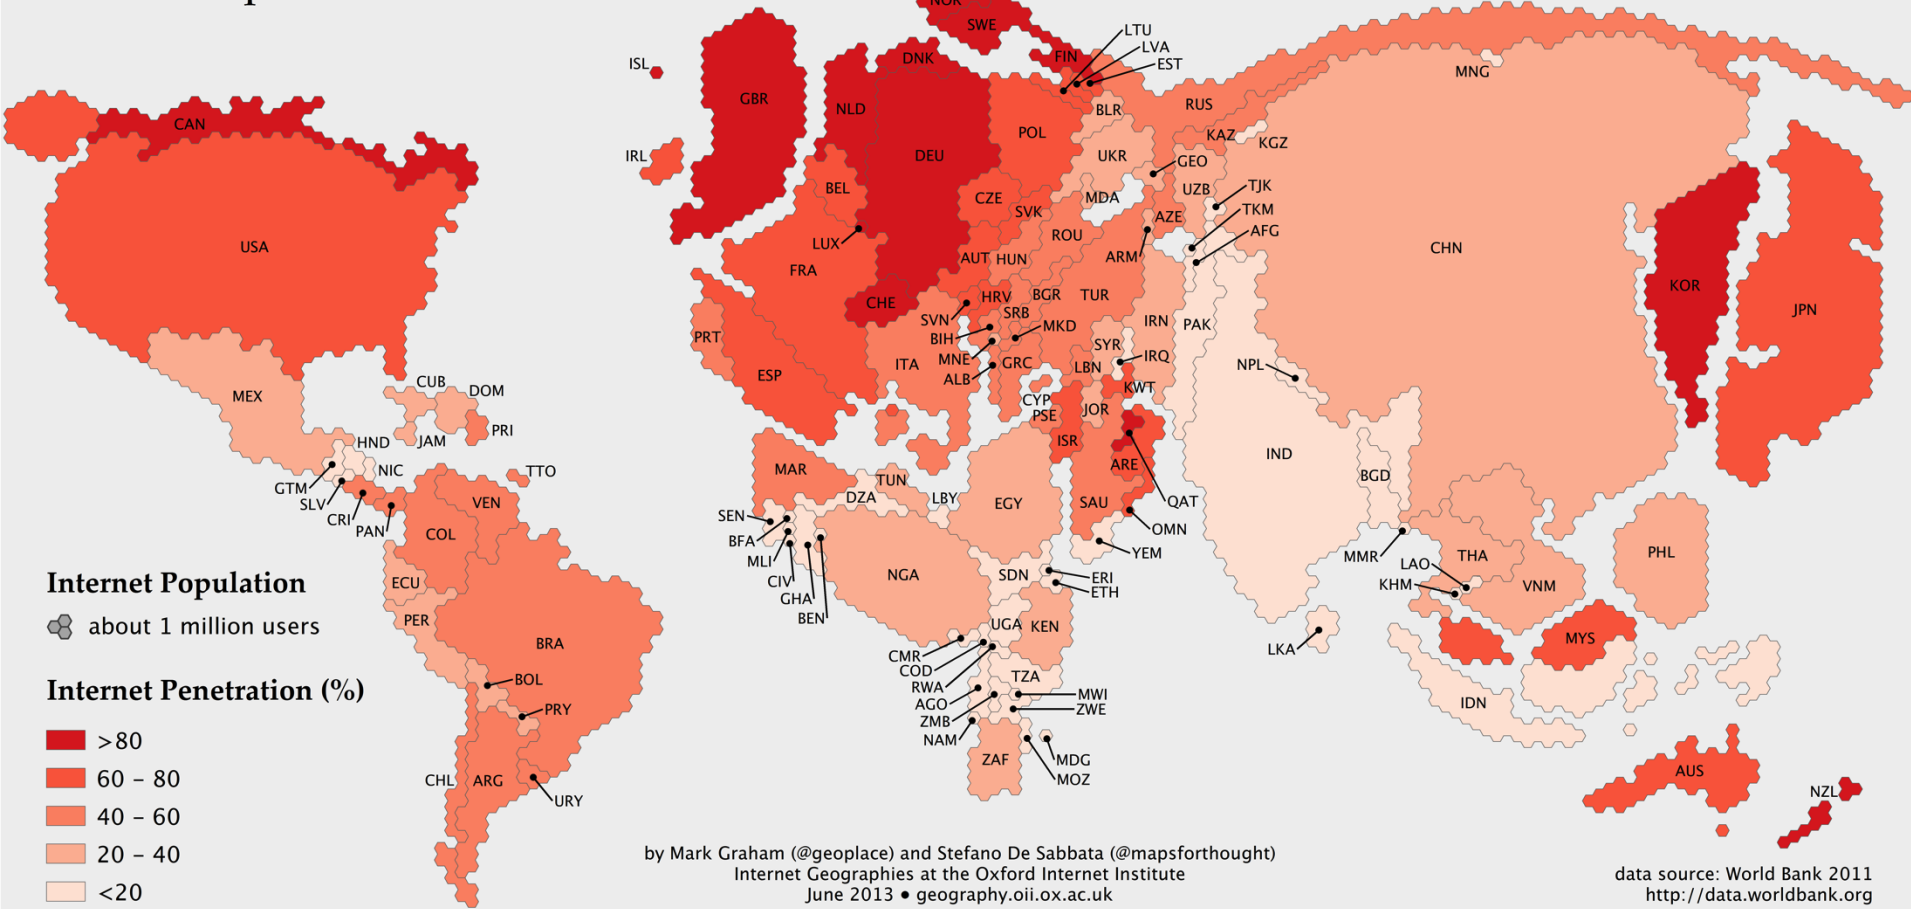 NOR
SWE
LTU
LVA
EST
FIN
DNK
ISL
GBR
NLD
MNG
RUS
BLR
CAN
POL
KAZ
KGZ
IRL
DEU
UKR
GEO
BEL
CZE
MDA
UZB
TJK
SVK
AZE
TKM
LUX
ROU
AFG
USA
FRA
AUT
HUN
ARM
CHN
KOR
CHE
HRV
BGR
TUR
JPN
SVN
SRB
MKD
IRN
PAK
PRT
BIH
MNE
GRC
SYR
IRQ
ITA
ALB
LBN
NPL
ESP
KWT
CUB
DOM
MEX
CYP
PSE
JOR
PRI
HND
JAM
ISR
IND
NIC
TTO
MAR
ARE
BGD
GTM
TUN
SLV
VEN
DZA
LBY
EGY
SAU
QAT
CRI
PAN
COL
SEN
OMN
BFA
YEM
MMR
THA
PHL
MLI
LAO
ECU
CIV
NGA
SDN
ERI
KHM
VNM
GHA
ETH
PER
BEN
UGA
KEN
BRA
CMR
LKA
MYS
COD
BOL
RWA
TZA
AGO
MWI
IDN
PRY
ZMB
ZWE
NAM
CHL
ARG
ZAF
MDG
AUS
URY
MOZ
NZL
Internet Population
about 1 million users
Internet Penetration (%)
>80
60 – 80
40 – 60
20 – 40
<20
by Mark Graham (@geoplace) and Stefano De Sabbata (@mapsforthought)
Internet Geographies at the Oxford Internet Institute
June 2013 • geography.oii.ox.ac.uk
data source: World Bank 2011
http://data.worldbank.org